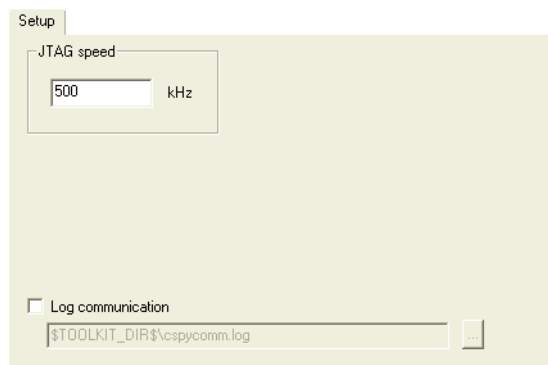 Setup
JTAG speed
500 kHz
Log communication
$TOOLKIT_DIR$\cspycomm.log
...